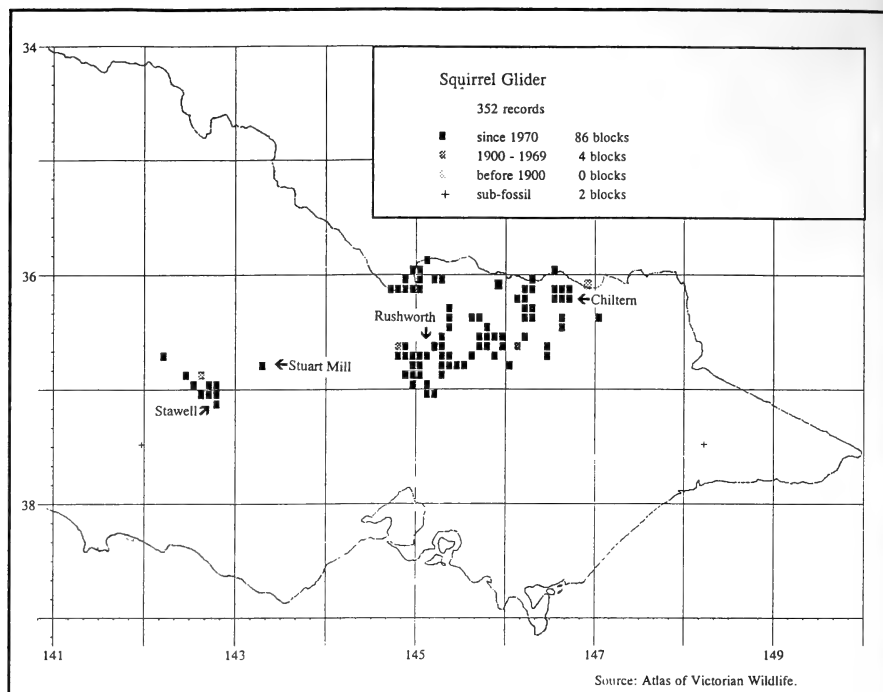 Squirrel Glider
352 records
since 1970 86 blocks
1900 - 1969 4 blocks
before 1900 0 blocks
+ sub-fossil 2 blocks
34
36
38
Rushworth
Chiltern
Stuart Mill
Stawell
141 143 145 147 149
Source: Atlas of Victorian Wildlife.